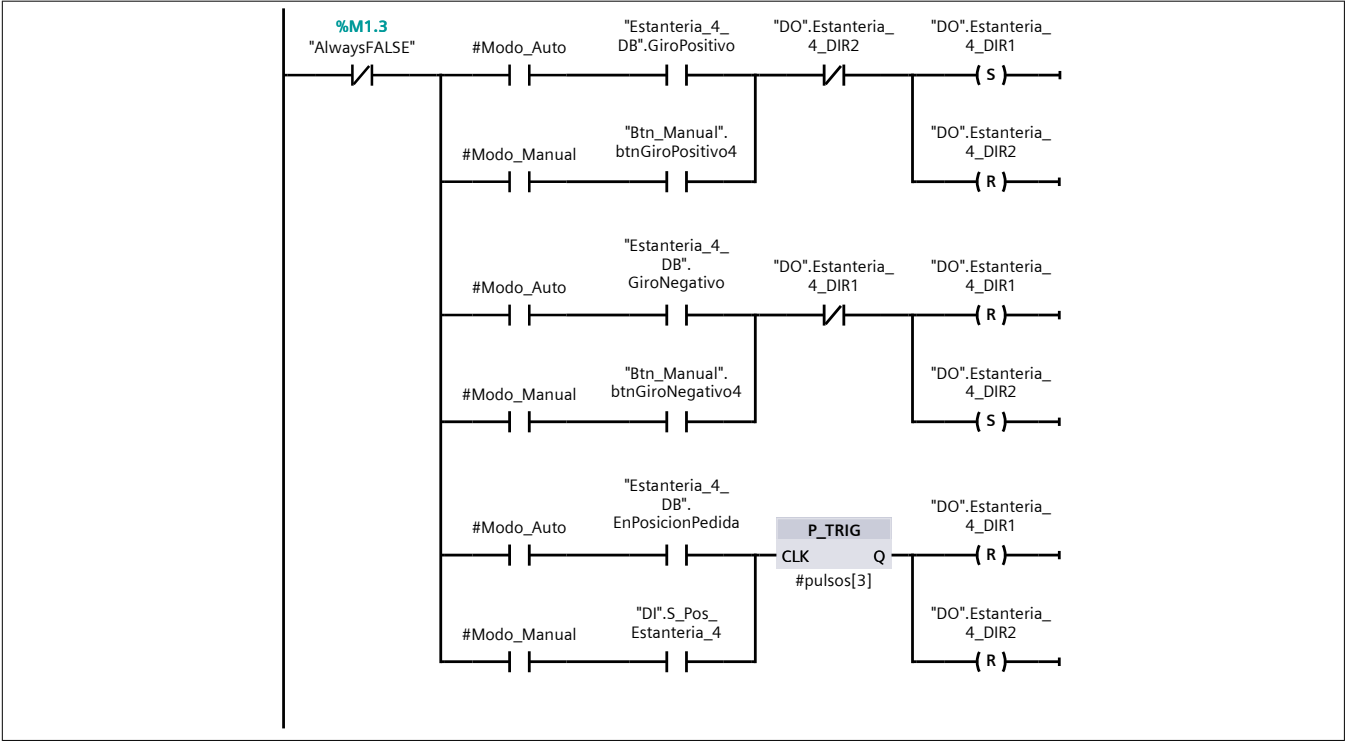 %M1.3
"AlwaysFALSE"
#Modo_Auto
"Estanteria_4_
DB".GiroPositivo
"DO".Estanteria_
4_DIR2
"DO".Estanteria_
4_DIR1
S
#Modo_Manual
"Btn_Manual".
btnGiroPositivo4
"DO".Estanteria_
4_DIR2
R
#Modo_Auto
"Estanteria_4_
DB".
GiroNegativo
"DO".Estanteria_
4_DIR1
"DO".Estanteria_
4_DIR1
R
#Modo_Manual
"Btn_Manual".
btnGiroNegativo4
"DO".Estanteria_
4_DIR2
S
#Modo_Auto
"Estanteria_4_
DB".
EnPosicionPedida
P_TRIG
CLK Q
#pulsos[3]
"DO".Estanteria_
4_DIR1
R
#Modo_Manual
"DI".S_Pos_
Estanteria_4
"DO".Estanteria_
4_DIR2
R